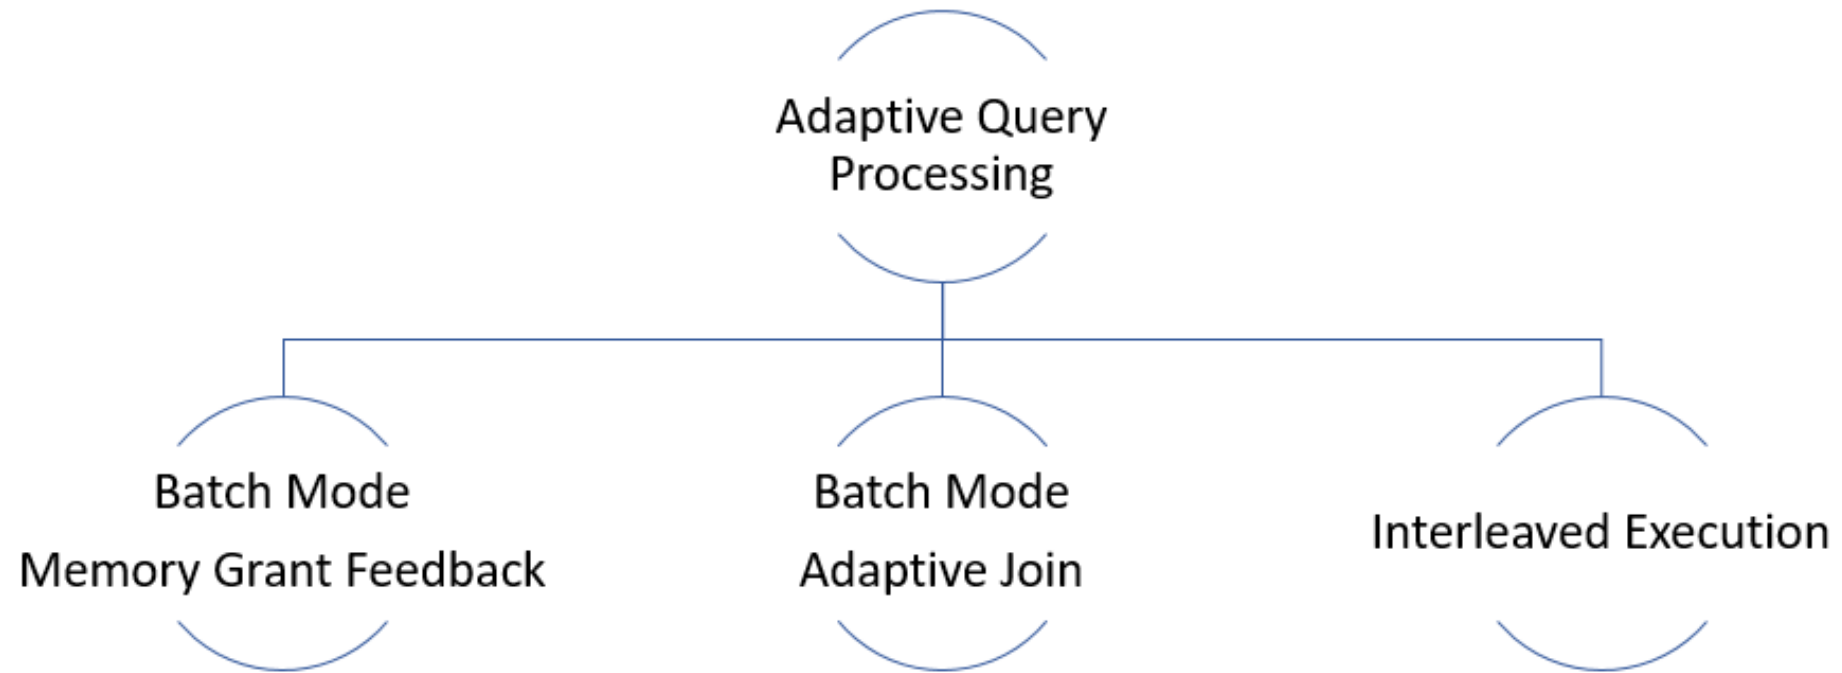 Adaptive Query
Processing
Batch Mode
Memory Grant Feedback
Batch Mode
Adaptive Join
Interleaved Execution